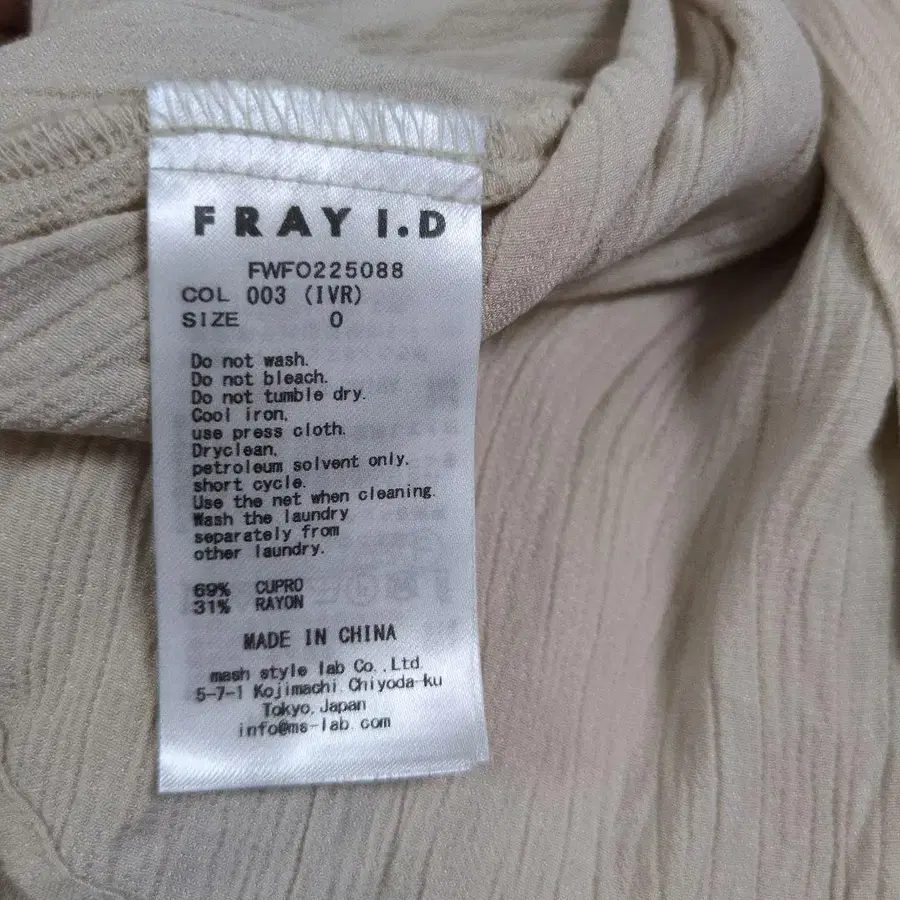 FRAY I.D
FWFO225088
COL 003 (IVR)
SIZE 0
Do not wash.
Do not bleach.
Do not tumble dry.
Cool iron,
use press cloth.
Dryclean,
petroleum solvent only.
short cycle.
Use the net when cleaning.
Wash the laundry
separately from
other laundry.
69% CUPRO
31% RAYON
MADE IN CHINA
mash style lab Co.,Ltd.
5-7-1 Kojimachi Chiyoda-ku
Tokyo, Japan
info@ms-lab.com